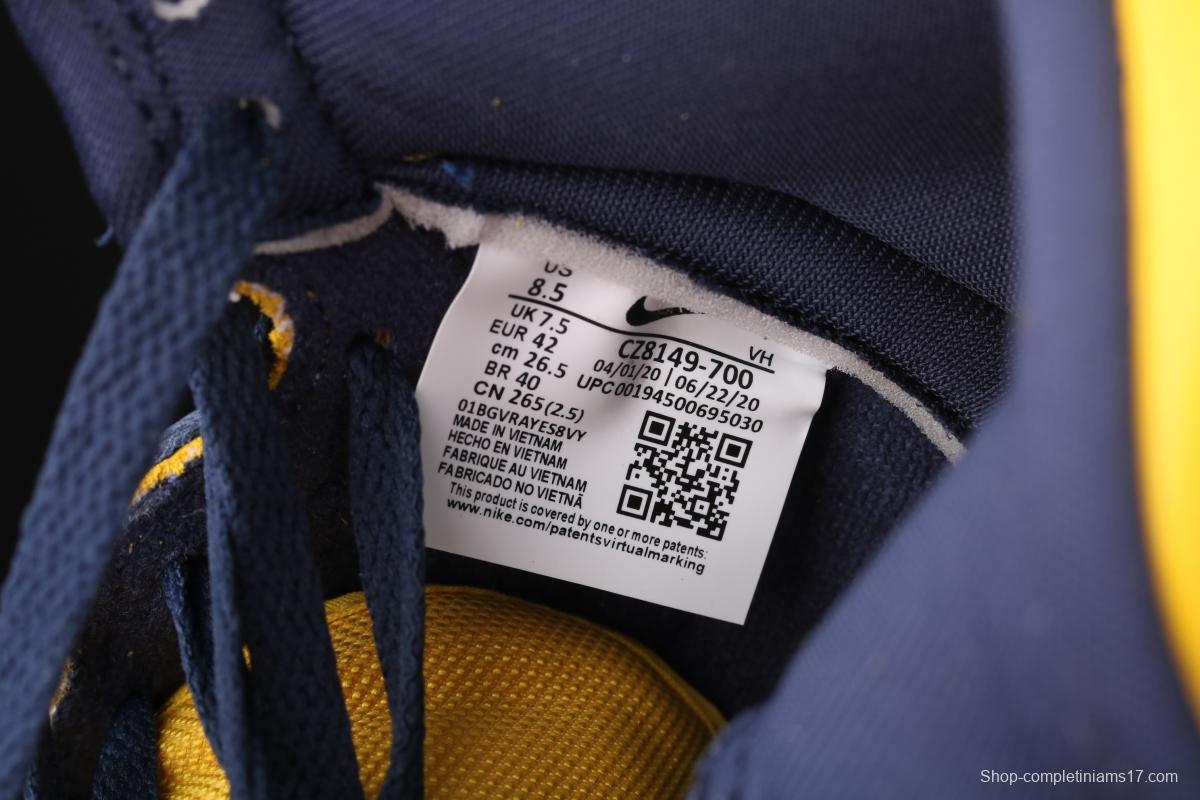 US
8.5
UK 7.5
EUR 42
cm 26.5
BR 40
CN 265(2.5)
VH
CZ8149-700
04/01/20 | 06/22/20
UPC00194500695030
01BGVRAYES8VY
MADE IN VIETNAM
HECHO EN VIETNAM
FABRIQUE AU VIETNAM
FABRICADO NO VIETNÃ
This product is covered by one or more patents:
www.nike.com/patentsvirtualmarking
Shop-completiniams17.com